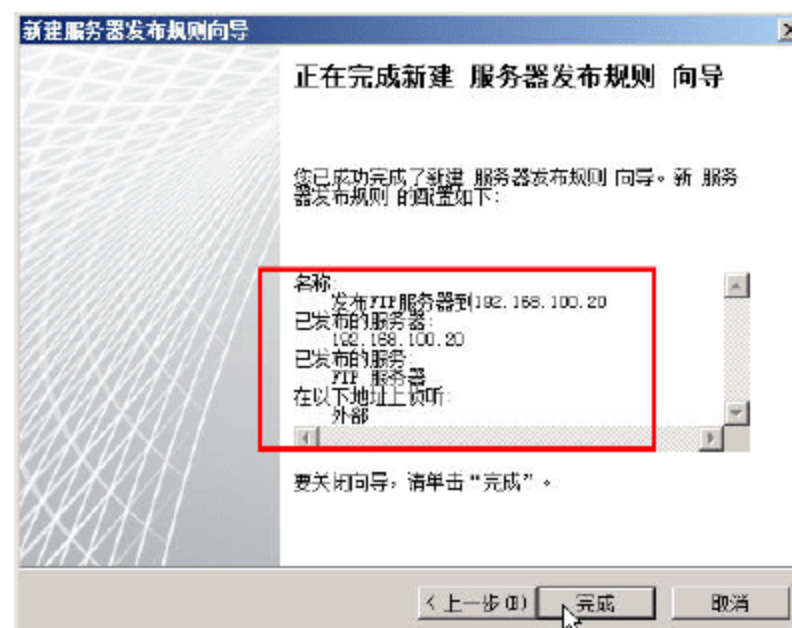 新建服务器发布规则向导
正在完成新建 服务器发布规则 向导
您已成功完成了新建 服务器发布规则 向导。新 服务
器发布规则 的配置如下:
名称:
发布FTP服务器到192.168.100.20
已发布的服务器:
192.168.100.20
已发布的服务:
FTP 服务器
在以下地址上侦听:
外部
要关闭向导，请单击“完成”。
< 上一步(B)
完成
取消